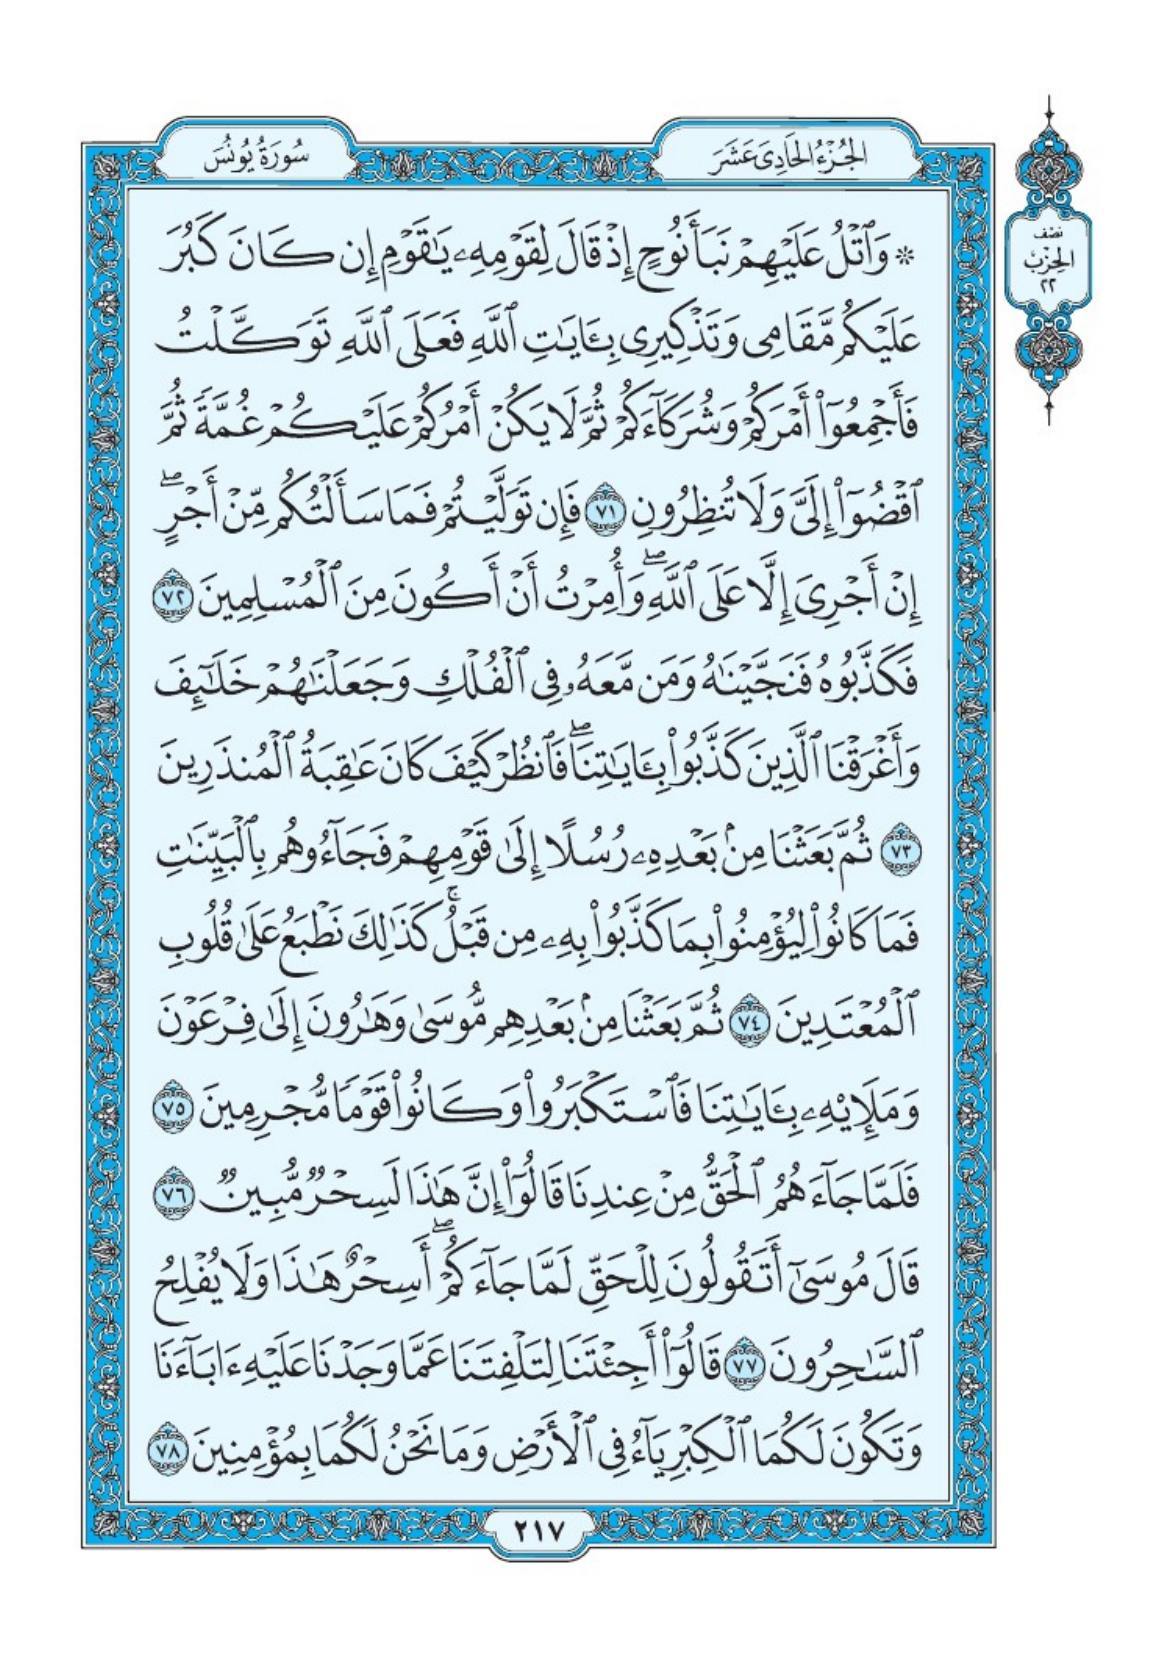 الجُزْءُ الحَادِي عَشَرَ
سُورَةُ يُونُسَ
نصف
الحِزْبِ
٢٢
* وَٱتْلُ عَلَيْهِمْ نَبَأَ نُوحٍ إِذْ قَالَ لِقَوْمِهِۦ يَٰقَوْمِ إِن كَانَ كَبُرَ
عَلَيْكُم مَّقَامِى وَتَذْكِيرِى بِـَٔايَٰتِ ٱللَّهِ فَعَلَى ٱللَّهِ تَوَكَّلْتُ
فَأَجْمِعُوٓا۟ أَمْرَكُمْ وَشُرَكَآءَكُمْ ثُمَّ لَا يَكُنْ أَمْرُكُمْ عَلَيْكُمْ غُمَّةً ثُمَّ
ٱقْضُوٓا۟ إِلَىَّ وَلَا تُنظِرُونِ ٧١ فَإِن تَوَلَّيْتُمْ فَمَا سَأَلْتُكُم مِّنْ أَجْرٍ ۖ
إِنْ أَجْرِىَ إِلَّا عَلَى ٱللَّهِ ۖ وَأُمِرْتُ أَنْ أَكُونَ مِنَ ٱلْمُسْلِمِينَ ٧٢
فَكَذَّبُوهُ فَنَجَّيْنَٰهُ وَمَن مَّعَهُۥ فِى ٱلْفُلْكِ وَجَعَلْنَٰهُمْ خَلَٰٓئِفَ
وَأَغْرَقْنَا ٱلَّذِينَ كَذَّبُوا۟ بِـَٔايَٰتِنَا ۖ فَٱنظُرْ كَيْفَ كَانَ عَٰقِبَةُ ٱلْمُنذَرِينَ
٧٣ ثُمَّ بَعَثْنَا مِنۢ بَعْدِهِۦ رُسُلًا إِلَىٰ قَوْمِهِمْ فَجَآءُوهُم بِٱلْبَيِّنَٰتِ
فَمَا كَانُوا۟ لِيُؤْمِنُوا۟ بِمَا كَذَّبُوا۟ بِهِۦ مِن قَبْلُ ۚ كَذَٰلِكَ نَطْبَعُ عَلَىٰ قُلُوبِ
ٱلْمُعْتَدِينَ ٧٤ ثُمَّ بَعَثْنَا مِنۢ بَعْدِهِم مُّوسَىٰ وَهَٰرُونَ إِلَىٰ فِرْعَوْنَ
وَمَلَإِي۟هِۦ بِـَٔايَٰتِنَا فَٱسْتَكْبَرُوا۟ وَكَانُوا۟ قَوْمًا مُّجْرِمِينَ ٧٥
فَلَمَّا جَآءَهُمُ ٱلْحَقُّ مِنْ عِندِنَا قَالُوٓا۟ إِنَّ هَٰذَا لَسِحْرٌ مُّبِينٌ ٧٦
قَالَ مُوسَىٰٓ أَتَقُولُونَ لِلْحَقِّ لَمَّا جَآءَكُمْ ۖ أَسِحْرٌ هَٰذَا وَلَا يُفْلِحُ
ٱلسَّٰحِرُونَ ٧٧ قَالُوٓا۟ أَجِئْتَنَا لِتَلْفِتَنَا عَمَّا وَجَدْنَا عَلَيْهِ ءَابَآءَنَا
وَتَكُونَ لَكُمَا ٱلْكِبْرِيَآءُ فِى ٱلْأَرْضِ وَمَا نَحْنُ لَكُمَا بِمُؤْمِنِينَ ٧٨
٢١٧